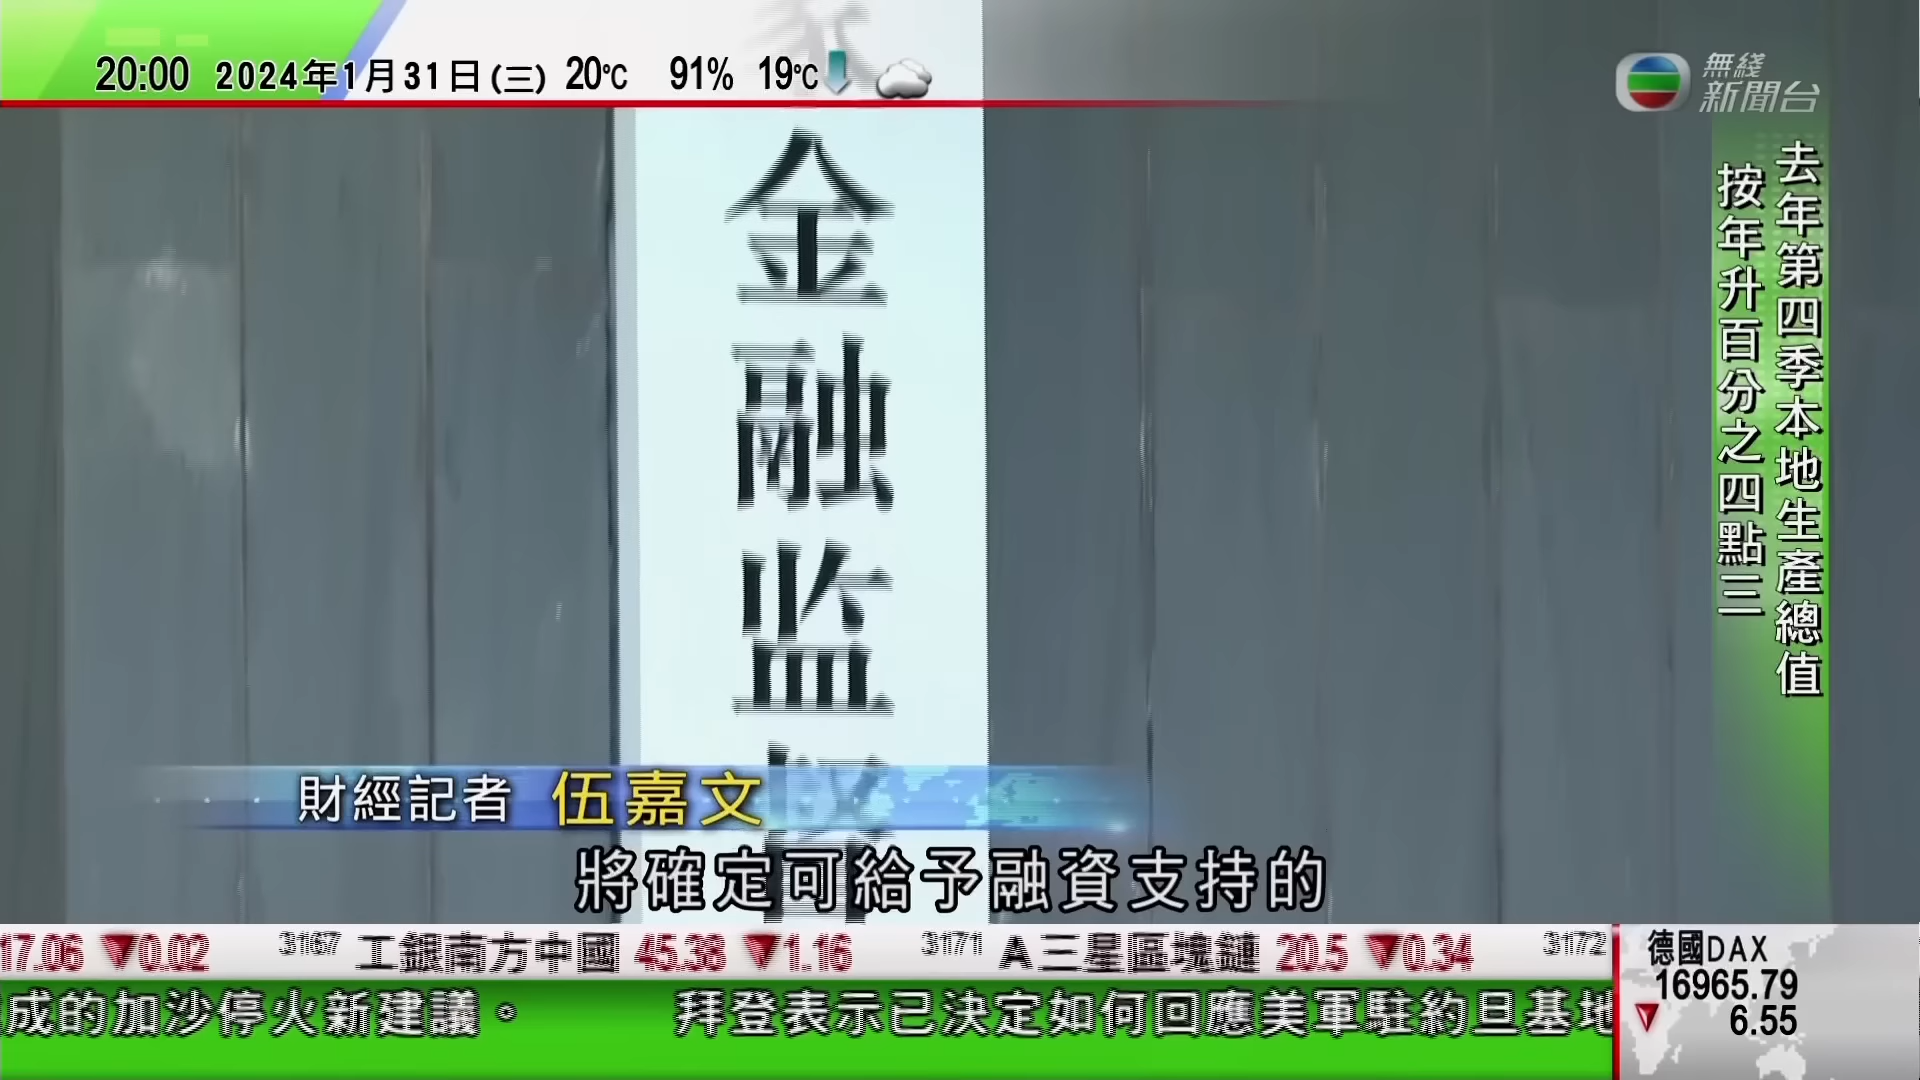 20:00 2024年1月31日(三) 20℃ 91% 19℃
無綫
新聞台
去年第四季本地生產總值
按年升百分之四點三
金融监
財經記者 伍嘉文
將確定可給予融資支持的
17.06 ▼0.02 3167 工銀南方中國 45.38 ▼1.16 3171 A三星區塊鏈 20.5 ▼0.34 3172
成的加沙停火新建議。 拜登表示已決定如何回應美軍駐約旦基地
德國DAX
16965.79
▼ 6.55